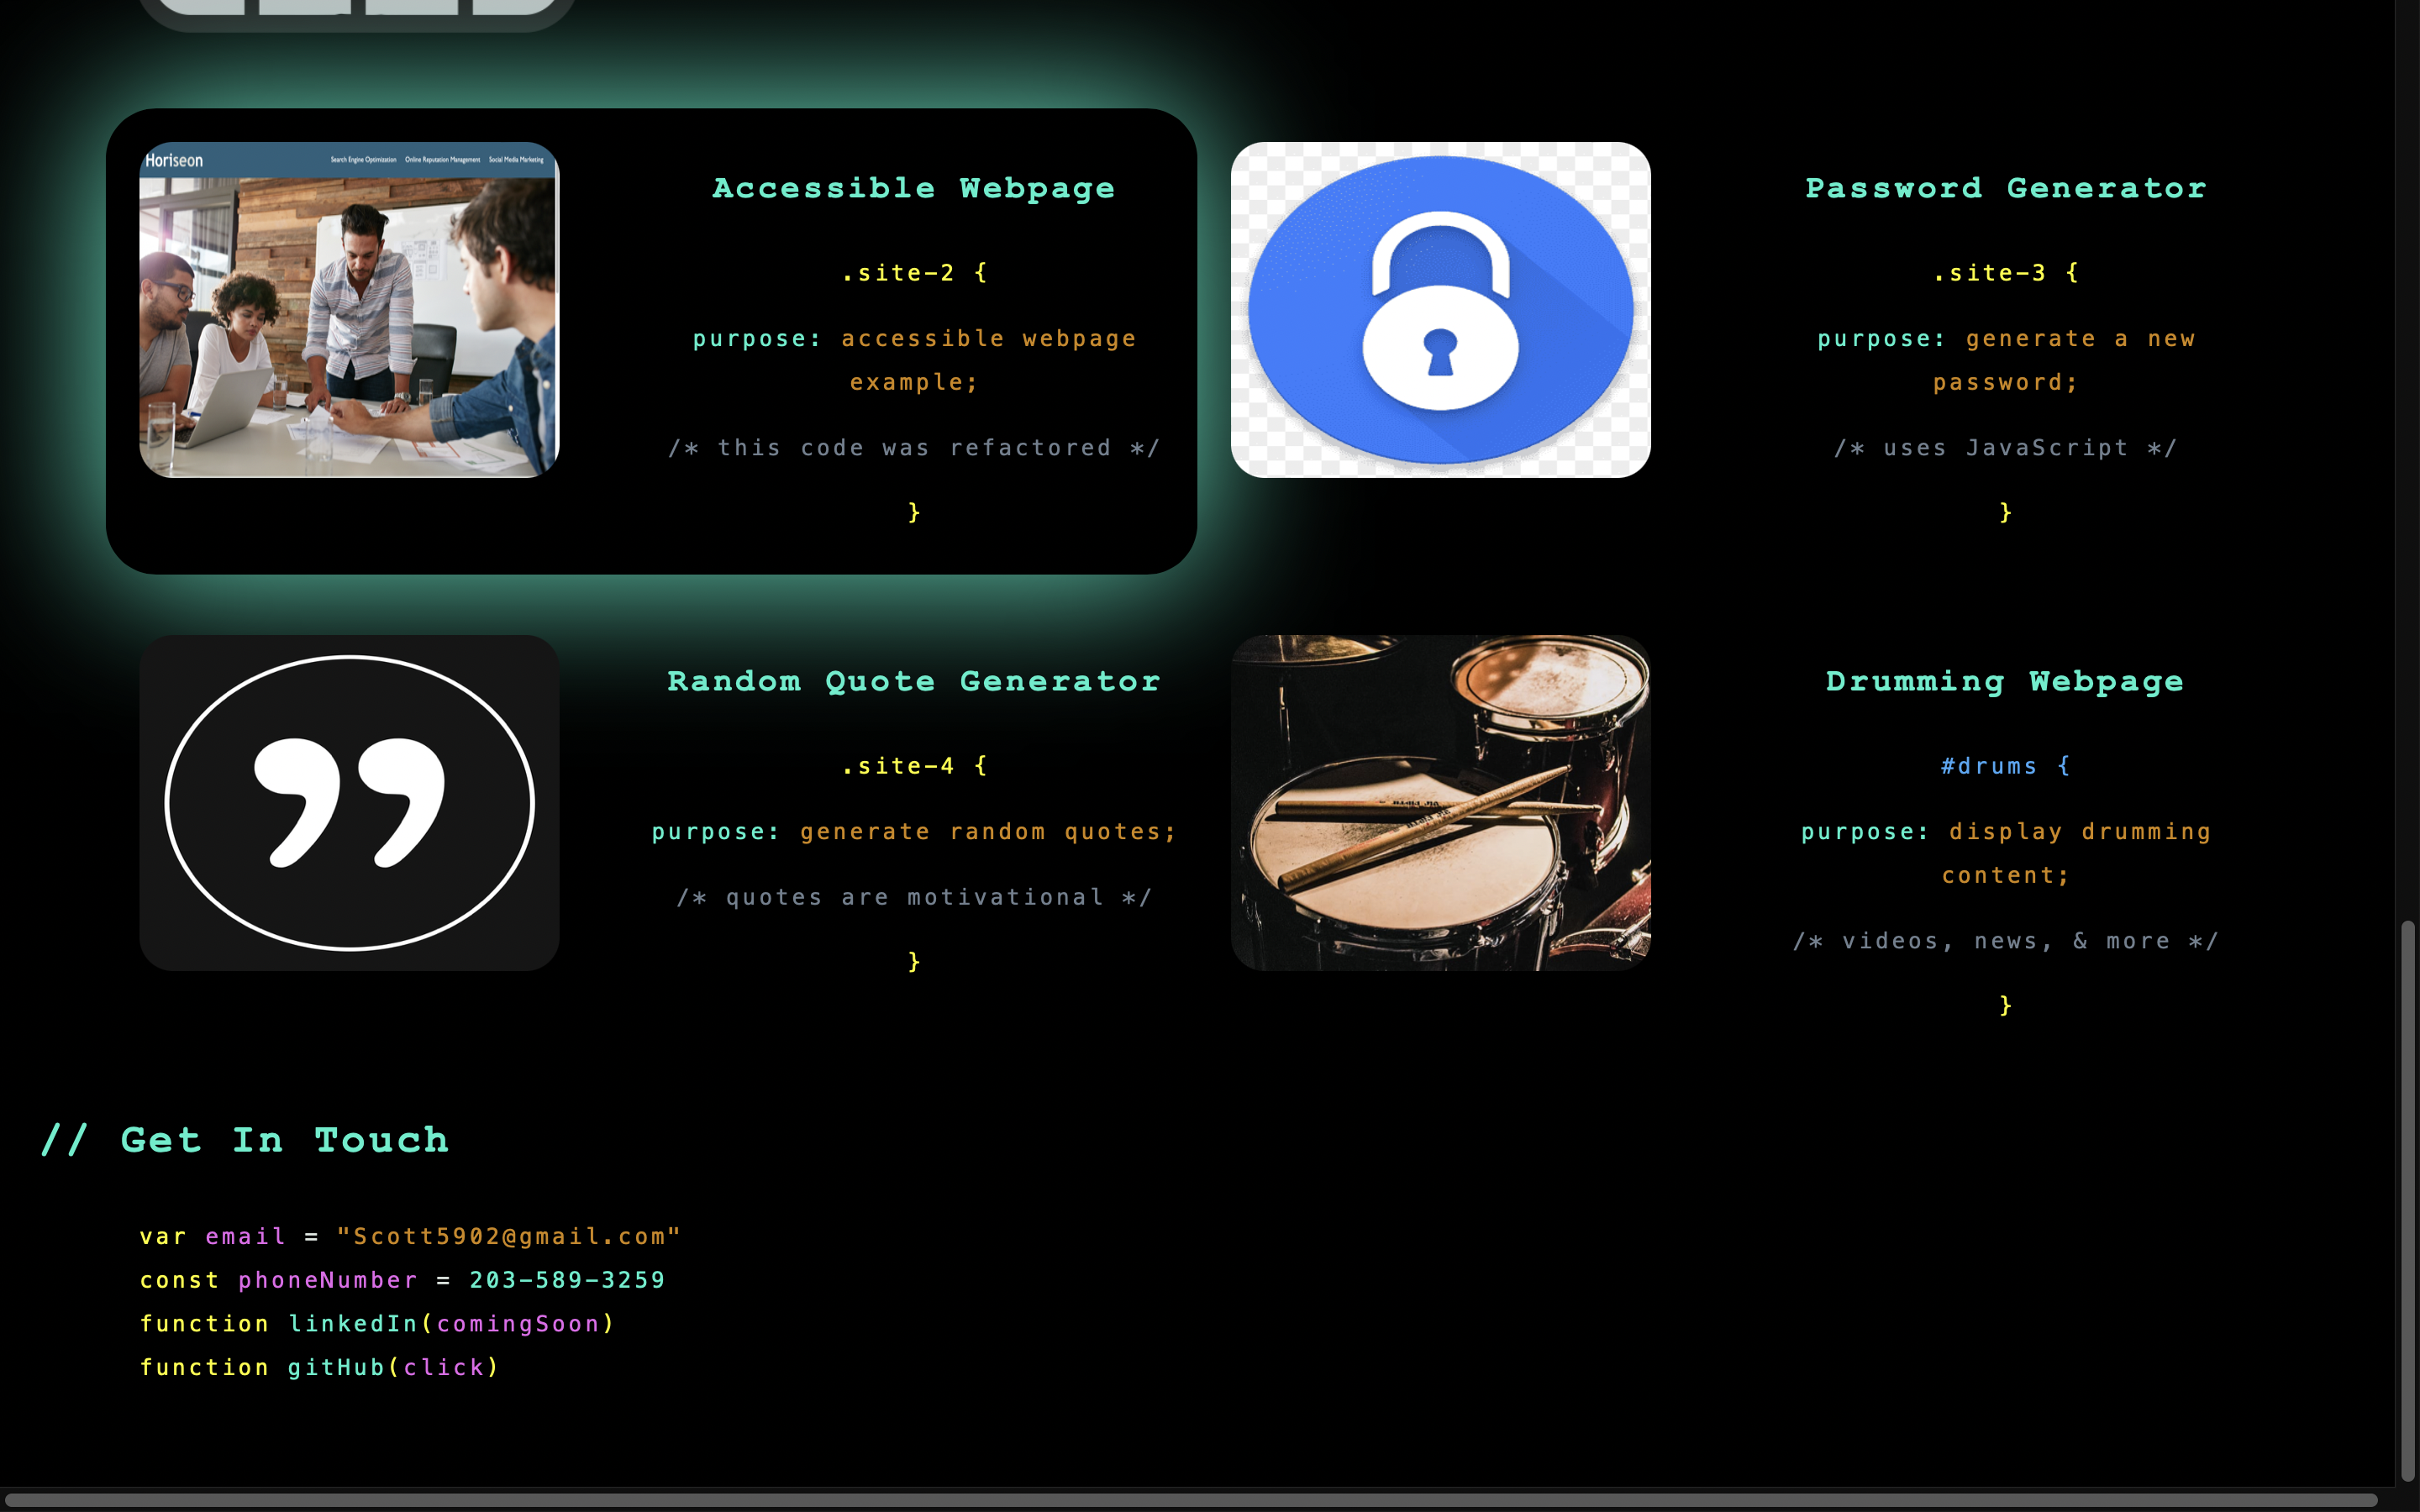 Horiseon
Search Engine Optimization Online Reputation Management Social Media Marketing
Accessible Webpage
.site-2 {
purpose: accessible webpage
example;
/* this code was refactored */
}
Password Generator
.site-3 {
purpose: generate a new
password;
/* uses JavaScript */
}
Random Quote Generator
.site-4 {
purpose: generate random quotes;
/* quotes are motivational */
}
Drumming Webpage
#drums {
purpose: display drumming
content;
/* videos, news, & more */
}
// Get In Touch
var email = "Scott5902@gmail.com"
const phoneNumber = 203-589-3259
function linkedIn(comingSoon)
function gitHub(click)